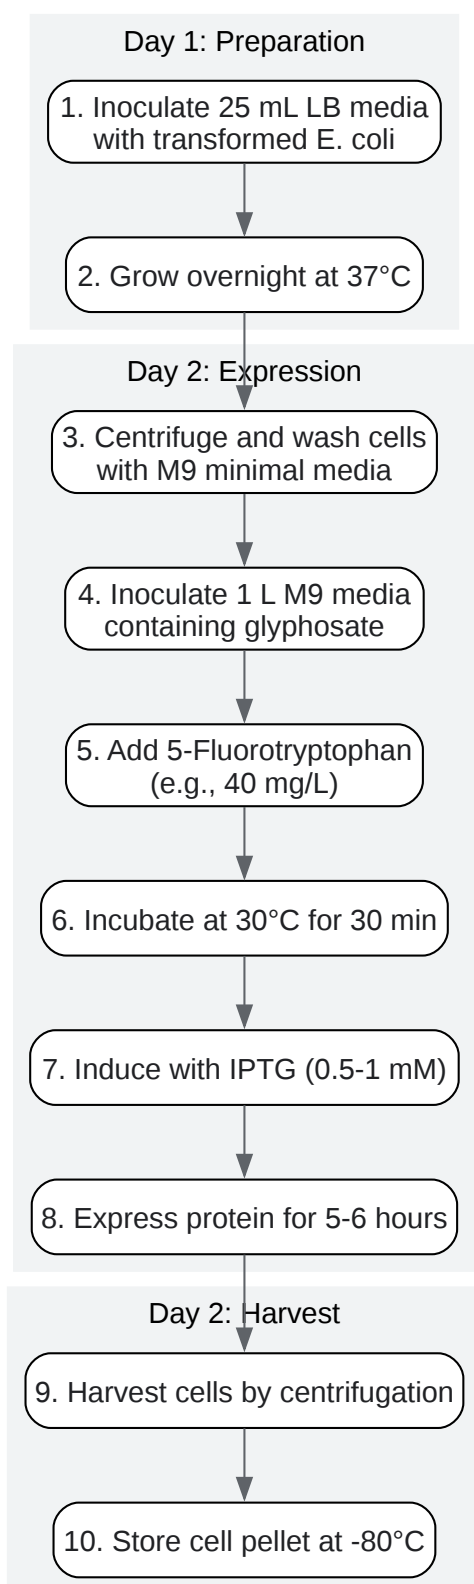 Day 1: Preparation
1. Inoculate 25 mL LB media
with transformed E. coli
2. Grow overnight at 37°C
Day 2: Expression
3. Centrifuge and wash cells
with M9 minimal media
4. Inoculate 1 L M9 media
containing glyphosate
5. Add 5-Fluorotryptophan
(e.g., 40 mg/L)
6. Incubate at 30°C for 30 min
7. Induce with IPTG (0.5-1 mM)
8. Express protein for 5-6 hours
Day 2: Harvest
9. Harvest cells by centrifugation
10. Store cell pellet at -80°C